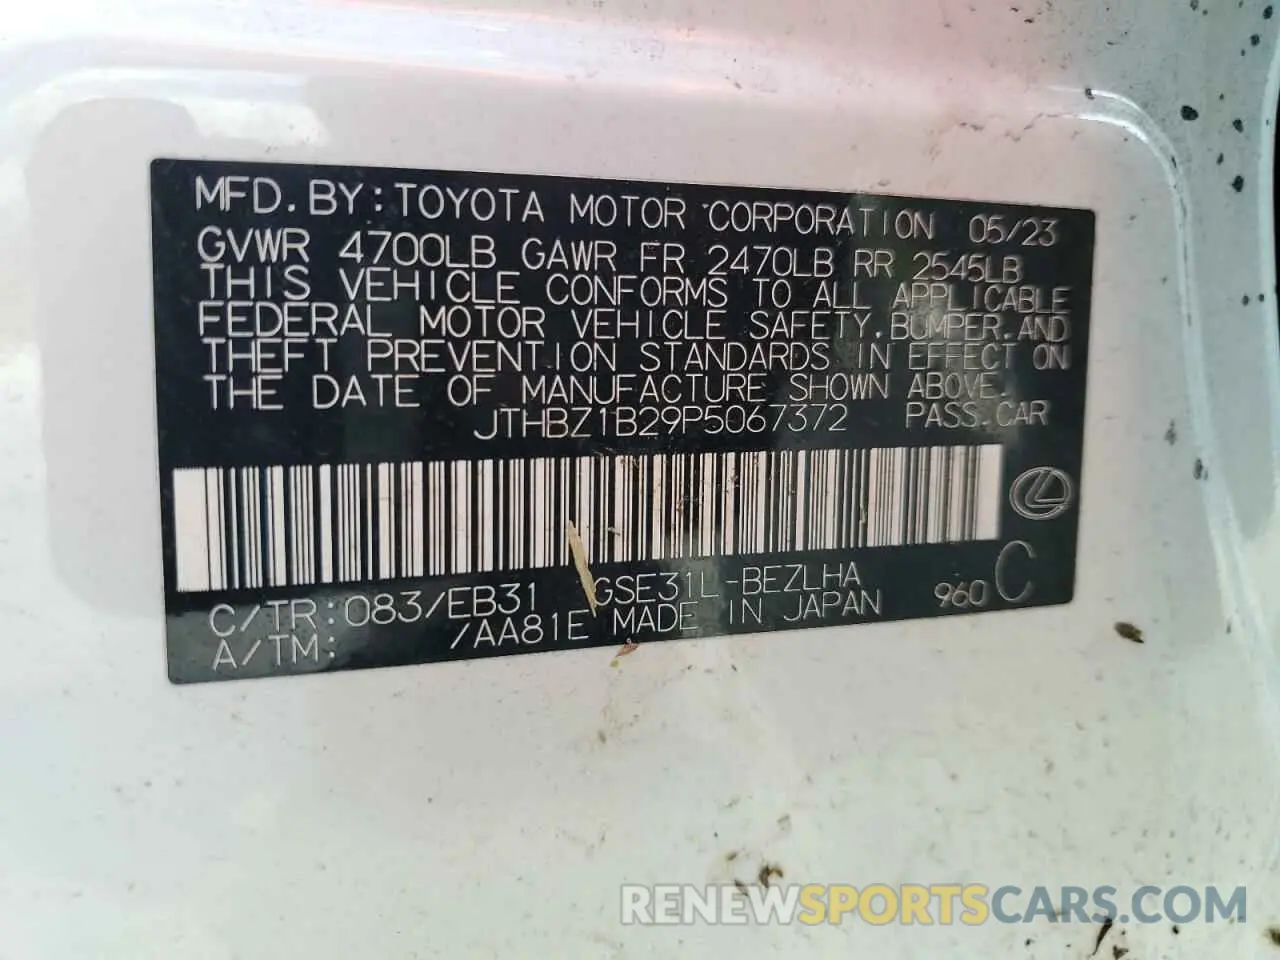 MFD. BY: TOYOTA MOTOR CORPORATION 05/23
GVWR 4700LB GAWR FR 2470LB RR 2545LB
THIS VEHICLE CONFORMS TO ALL APPLICABLE
FEDERAL MOTOR VEHICLE SAFETY, BUMPER, AND
THEFT PREVENTION STANDARDS IN EFFECT ON
THE DATE OF MANUFACTURE SHOWN ABOVE.
JTHBZ1B29P5067372 PASS.CAR
C/TR:083/EB31 GSE31L-BEZLHA
A/TM: /AA81E MADE IN JAPAN 960 C
RENEWSPORTSCARS.COM